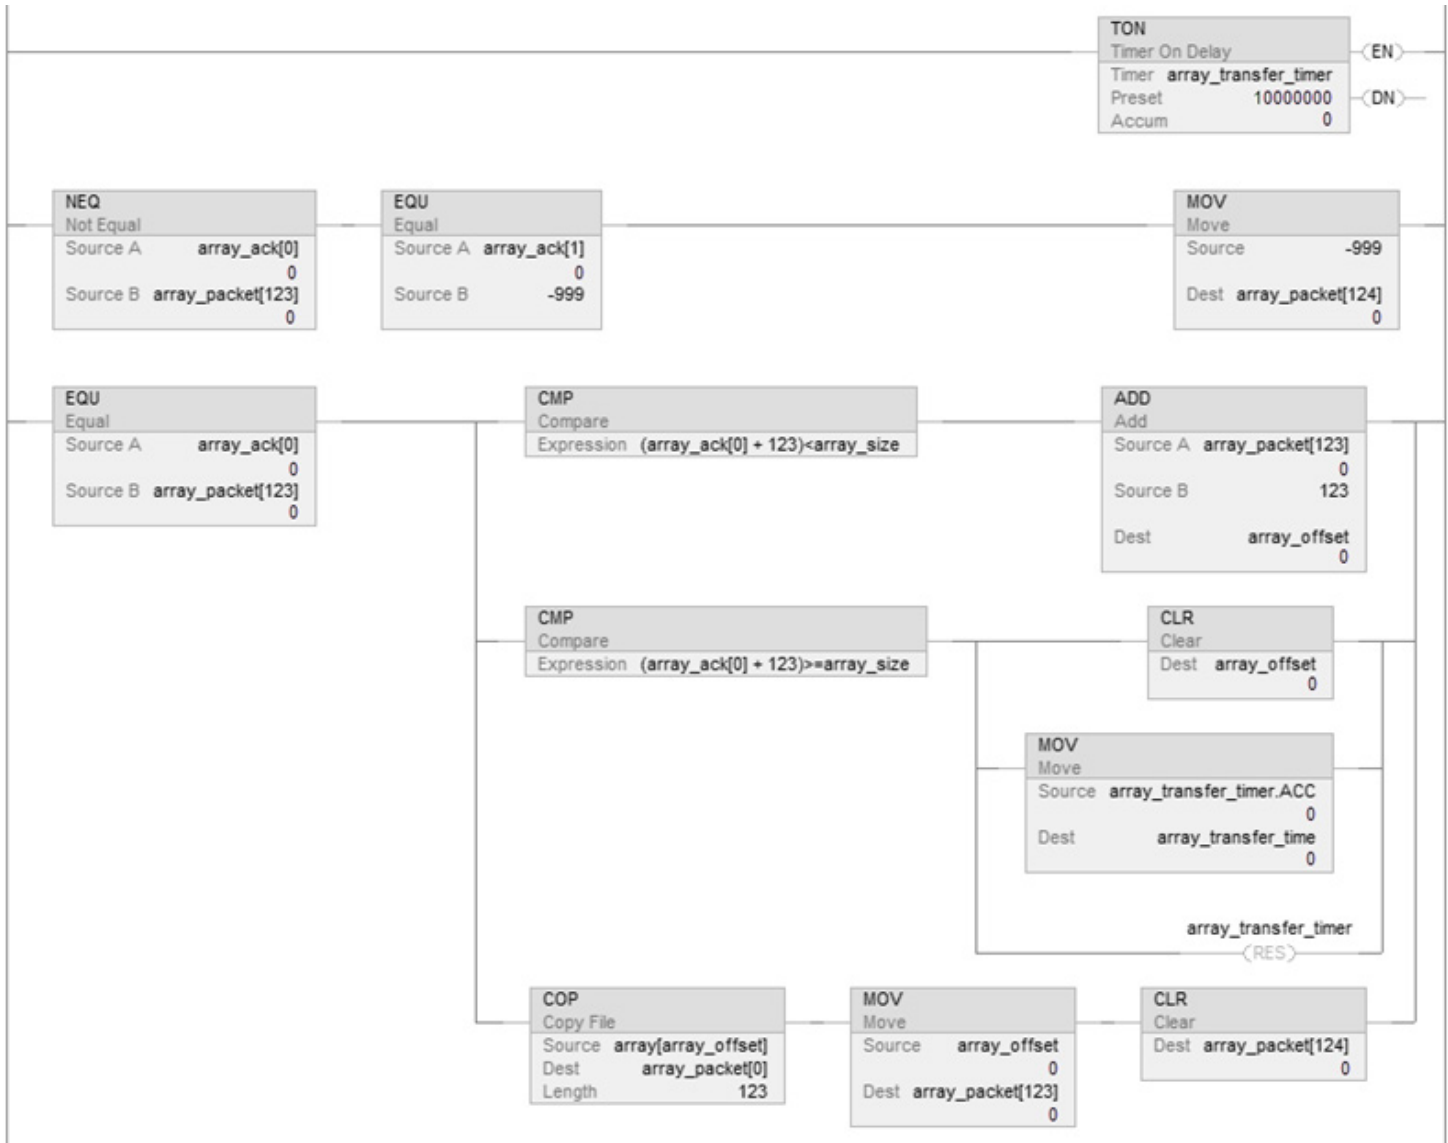 TON
Timer On Delay
Timer array_transfer_timer
Preset 10000000
Accum 0
EN
DN
NEQ
Not Equal
Source A array_ack[0]
0
Source B array_packet[123]
0
EQU
Equal
Source A array_ack[1]
0
Source B -999
MOV
Move
Source -999
Dest array_packet[124]
0
EQU
Equal
Source A array_ack[0]
0
Source B array_packet[123]
0
CMP
Compare
Expression (array_ack[0] + 123)<array_size
ADD
Add
Source A array_packet[123]
0
Source B 123
Dest array_offset
0
CMP
Compare
Expression (array_ack[0] + 123)>=array_size
CLR
Clear
Dest array_offset
0
MOV
Move
Source array_transfer_timer.ACC
0
Dest array_transfer_time
0
array_transfer_timer
RES
COP
Copy File
Source array[array_offset]
Dest array_packet[0]
Length 123
MOV
Move
Source array_offset
0
Dest array_packet[123]
0
CLR
Clear
Dest array_packet[124]
0